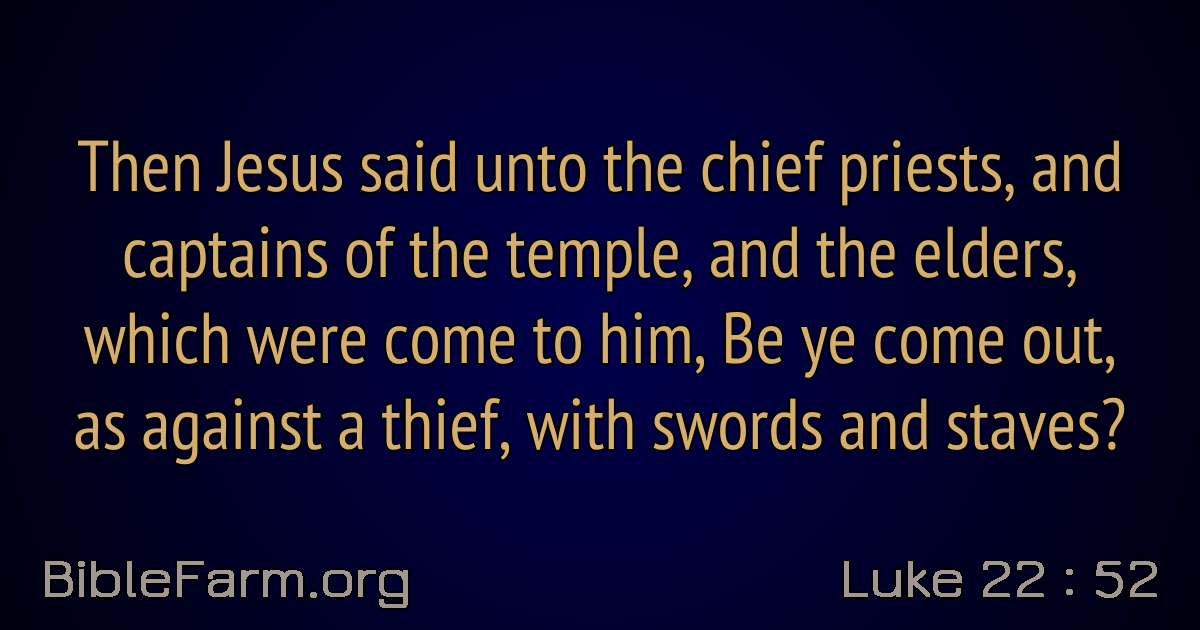 Then Jesus said unto the chief priests, and
captains of the temple, and the elders,
which were come to him, Be ye come out,
as against a thief, with swords and staves?
BibleFarm.org
Luke 22 : 52